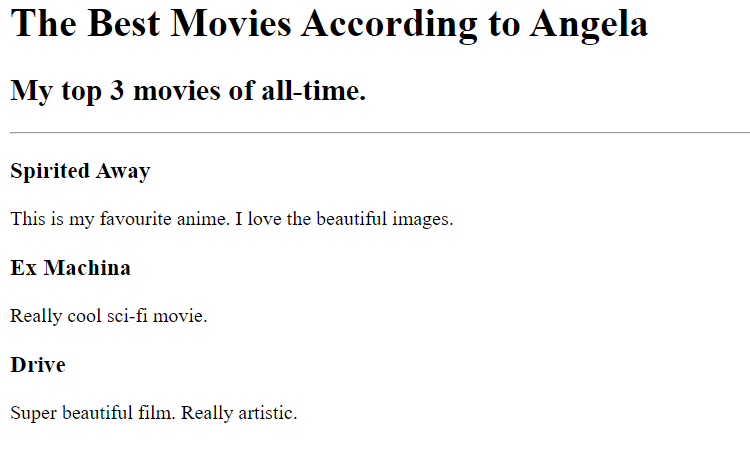 The Best Movies According to Angela
My top 3 movies of all-time.
Spirited Away
This is my favourite anime. I love the beautiful images.
Ex Machina
Really cool sci-fi movie.
Drive
Super beautiful film. Really artistic.